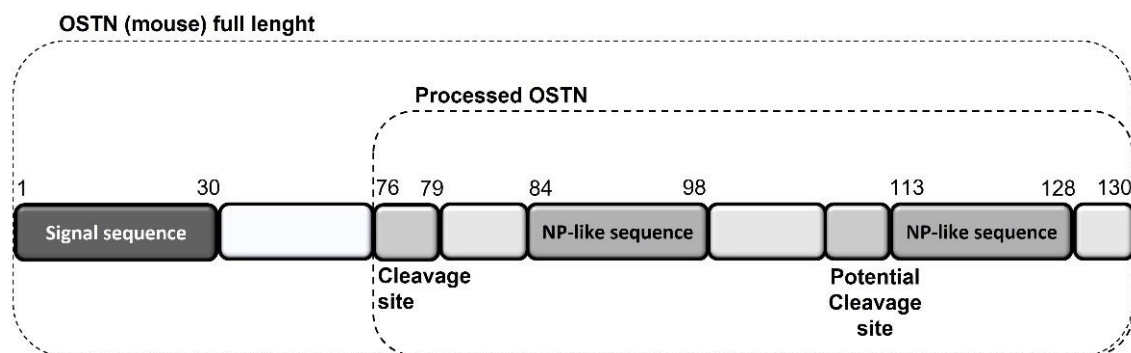 OSTN (mouse) full lenght
Processed OSTN
1 30 76 79 84 98 113 128 130
Signal sequence NP-like sequence NP-like sequence
Cleavage
site
Potential
Cleavage
site